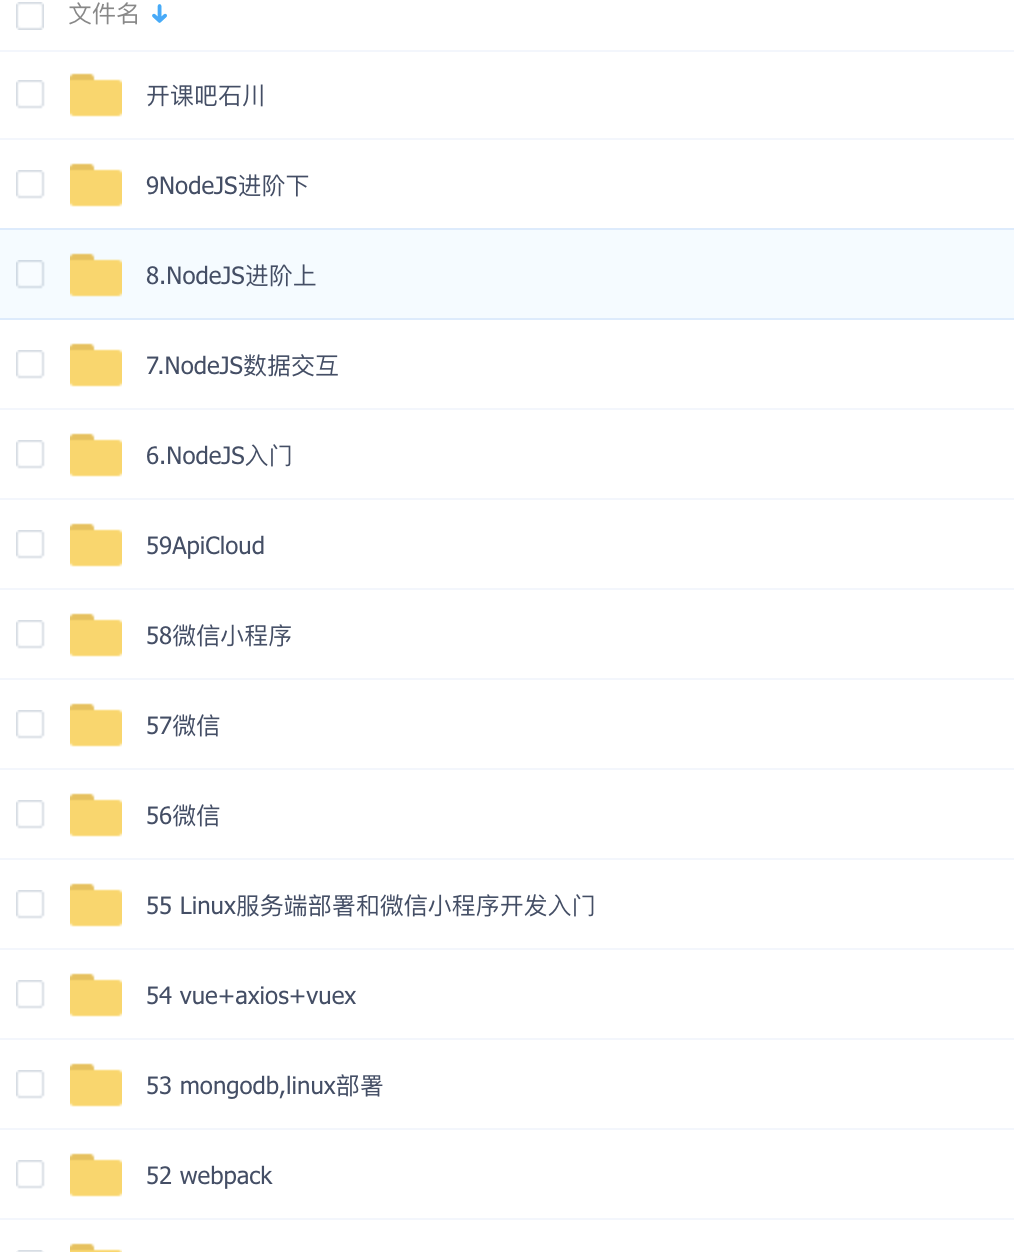 文件名
开课吧石川
9NodeJS进阶下
8.NodeJS进阶上
7.NodeJS数据交互
6.NodeJS入门
59ApiCloud
58微信小程序
57微信
56微信
55 Linux服务端部署和微信小程序开发入门
54 vue+axios+vuex
53 mongodb,linux部署
52 webpack